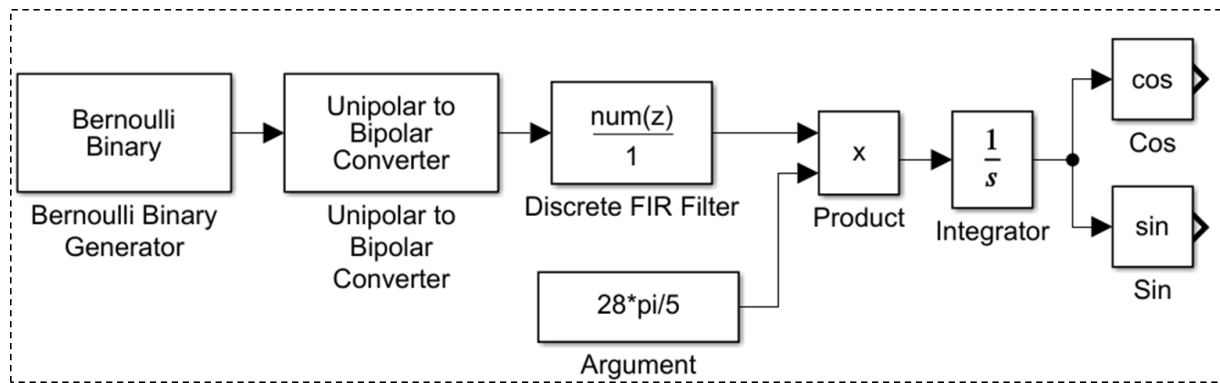 Bernoulli
Binary
Bernoulli Binary
Generator
Unipolar to
Bipolar
Converter
Unipolar to
Bipolar
Converter
num(z)
1
Discrete FIR Filter
28*pi/5
Argument
x
Product
1
s
Integrator
cos
Cos
sin
Sin